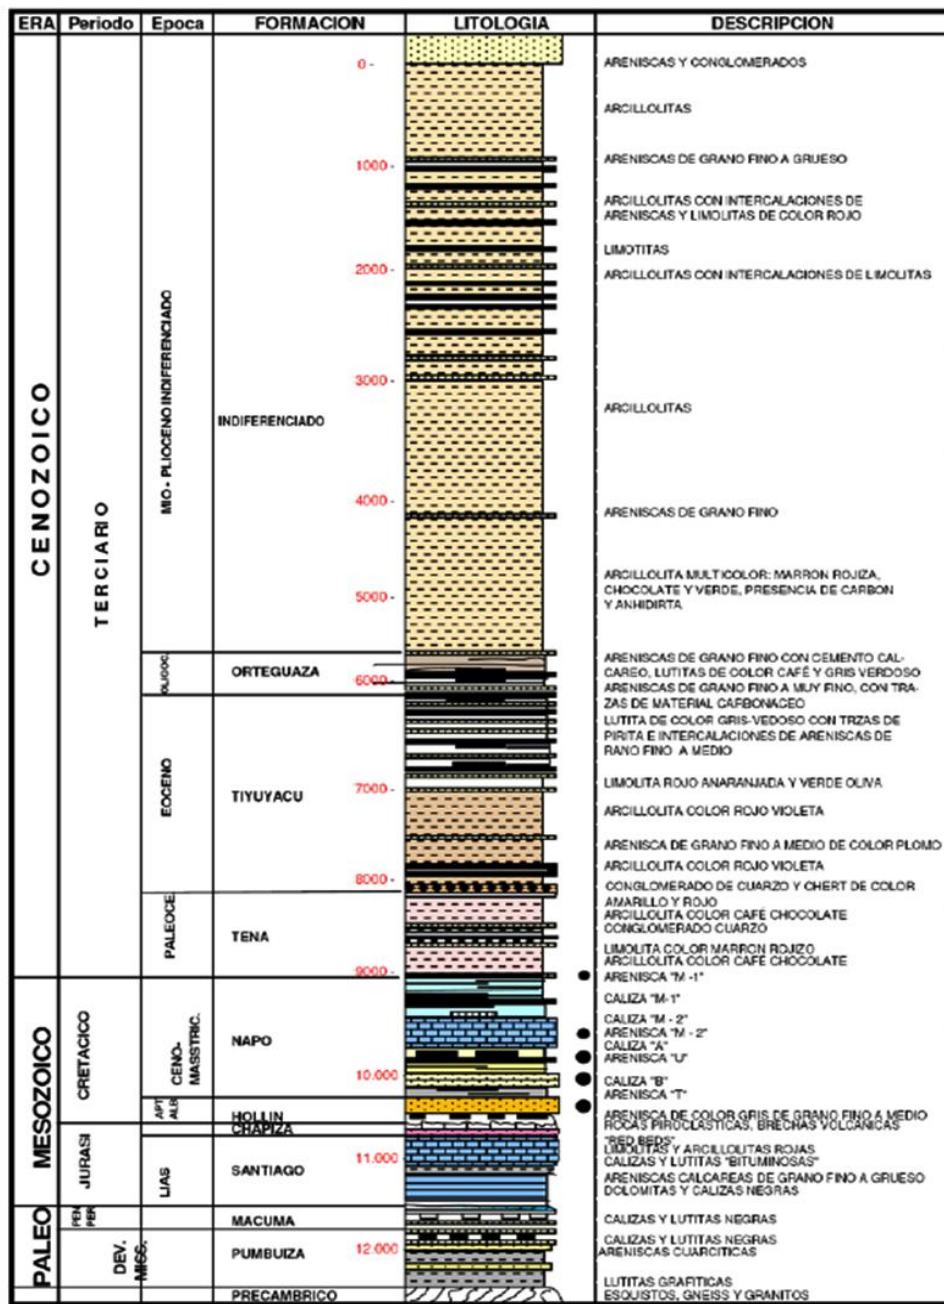 ERA Periodo Epoca FORMACION LITOLOGIA DESCRIPCION
0 -
ARENISCAS Y CONGLOMERADOS
ARCILLOLITAS
ARENISCAS DE GRANO FINO A GRUESO
1000 -
ARCILLOLITAS CON INTERCALACIONES DE
ARENISCAS Y LIMOLITAS DE COLOR ROJO
LIMOTITAS
2000 -
ARCILLOLITAS CON INTERCALACIONES DE LIMOLITAS
3000 -
CENOZOICO
TERCIARIO
MIO - PLIOCENO INDIFERENCIADO
INDIFERENCIADO
ARCILLOLITAS
4000 -
ARENISCAS DE GRANO FINO
5000 -
ARCILLOLITA MULTICOLOR: MARRON ROJIZA,
CHOCOLATE Y VERDE, PRESENCIA DE CARBON
Y ANHIDIRTA
OLIGOC.
ORTEGUAZA
6000 -
ARENISCAS DE GRANO FINO CON CEMENTO CAL-
CAREO, LUTITAS DE COLOR CAFÉ Y GRIS VERDOSO
ARENISCAS DE GRANO FINO A MUY FINO, CON TRA-
ZAS DE MATERIAL CARBONACEO
LUTITA DE COLOR GRIS-VEDOSO CON TRZAS DE
PIRITA E INTERCALACIONES DE ARENISCAS DE
RANO FINO A MEDIO
EOCENO
TIYUYACU
7000 -
LIMOLITA ROJO ANARANJADA Y VERDE OLIVA
ARCILLOLITA COLOR ROJO VIOLETA
ARENISCA DE GRANO FINO A MEDIO DE COLOR PLOMO
ARCILLOLITA COLOR ROJO VIOLETA
8000 -
CONGLOMERADO DE CUARZO Y CHERT DE COLOR
AMARILLO Y ROJO
PALEOCE.
TENA
ARCILLOLITA COLOR CAFÉ CHOCOLATE
CONGLOMERADO CUARZO
LIMOLITA COLOR MARRON ROJIZO
ARCILLOLITA COLOR CAFÉ CHOCOLATE
9000 -
ARENISCA "M -1"
MESOZOICO
CRETACICO
CENO-
MASSTRIC.
NAPO
CALIZA "M-1"
CALIZA "M - 2"
ARENISCA "M - 2"
CALIZA "A"
ARENISCA "U"
10.000
CALIZA "B"
ARENISCA "T"
APT
ALB
HOLLIN
ARENISCA DE COLOR GRIS DE GRANO FINO A MEDIO
CHAPIZA
ROCAS PIROCLASTICAS, BRECHAS VOLCANICAS
"RED BEDS"
JURASI
LIAS
SANTIAGO
11.000
LIMOLITAS Y ARCILLOLITAS ROJAS
CALIZAS Y LUTITAS "BITUMINOSAS"
ARENISCAS CALCAREAS DE GRANO FINO A GRUESO
DOLOMITAS Y CALIZAS NEGRAS
PALEO
PEN
PER
MACUMA
CALIZAS Y LUTITAS NEGRAS
DEV.
MISS.
PUMBUIZA
12.000
CALIZAS Y LUTITAS NEGRAS
ARENISCAS CUARCITICAS
LUTITAS GRAFITICAS
PRECAMBRICO
ESQUISTOS, GNEISS Y GRANITOS